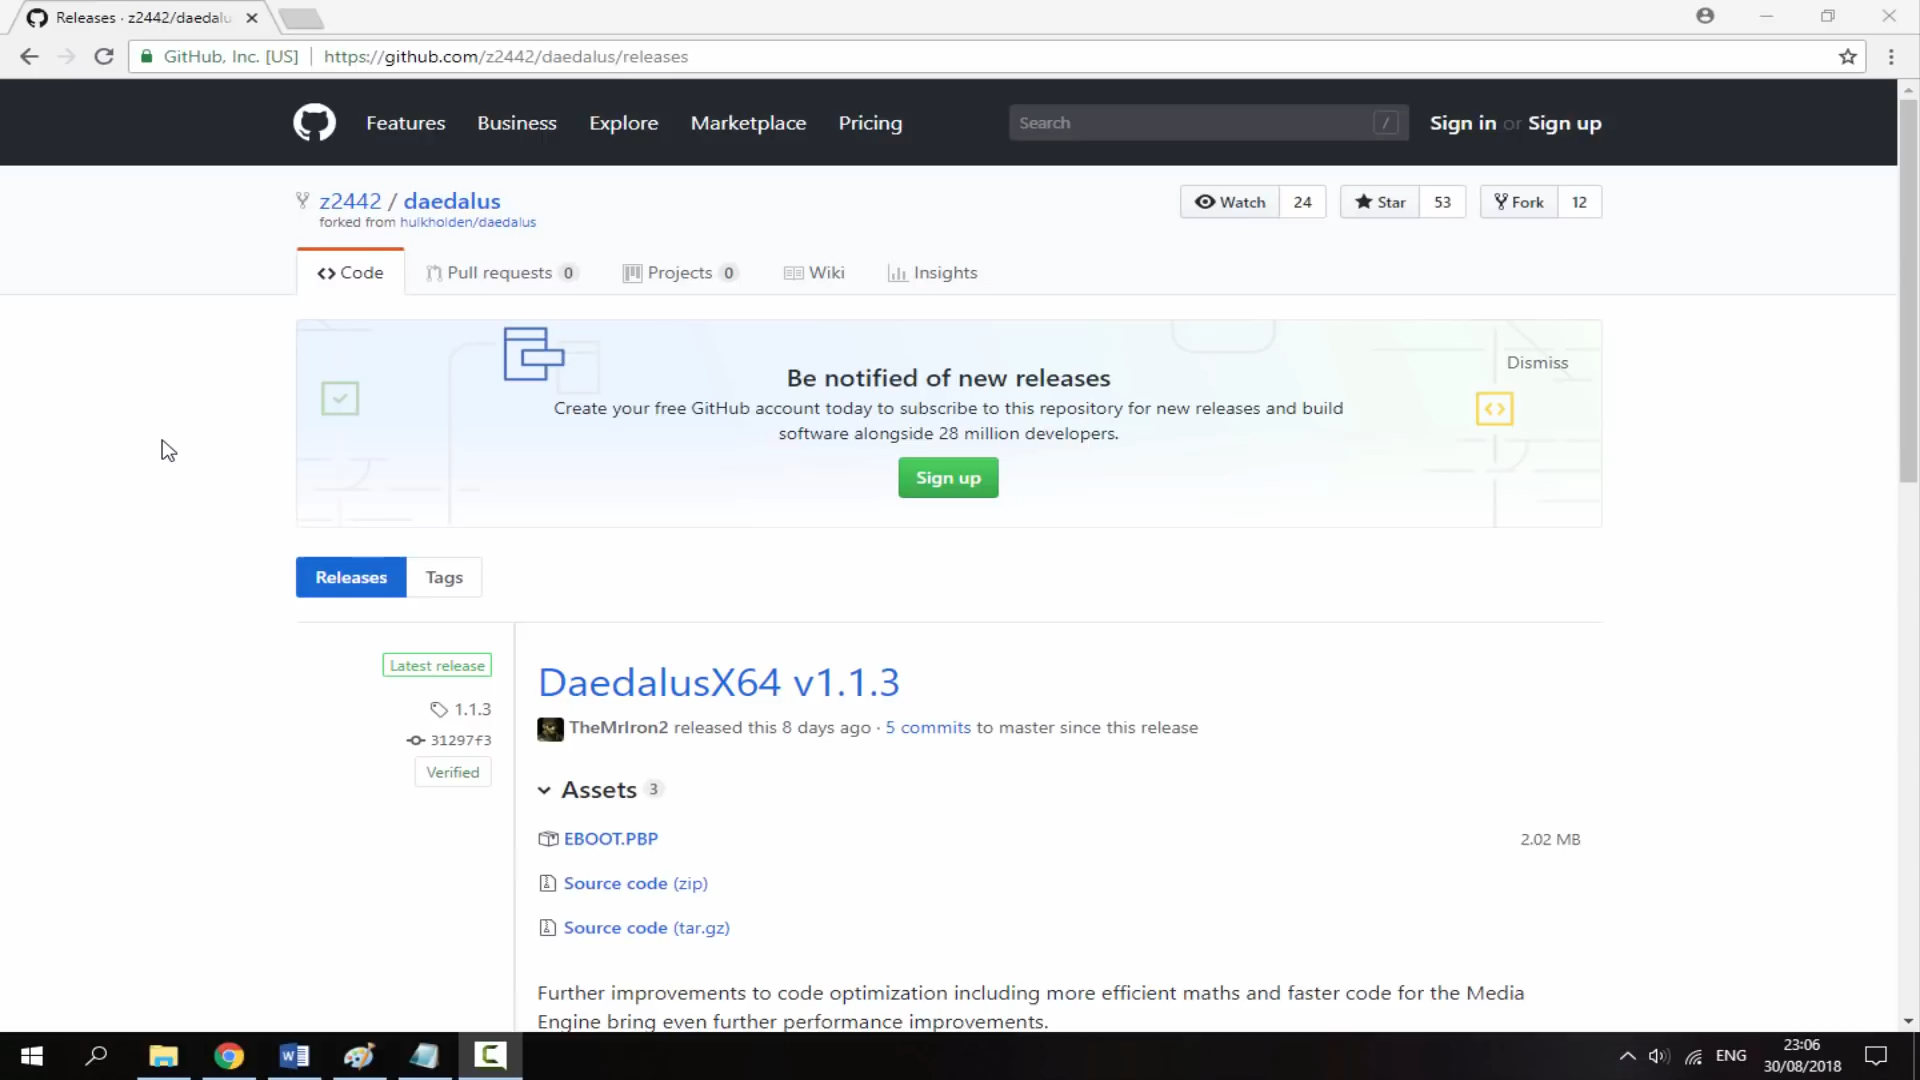 Releases · z2442/daedalu
GitHub, Inc. [US] | https://github.com/z2442/daedalus/releases
Features Business Explore Marketplace Pricing Search / Sign in or Sign up
z2442 / daedalus Watch 24 Star 53 Fork 12
forked from hulkholden/daedalus
<> Code Pull requests 0 Projects 0 Wiki Insights
Dismiss
Be notified of new releases
Create your free GitHub account today to subscribe to this repository for new releases and build
software alongside 28 million developers.
Sign up
Releases Tags
Latest release
1.1.3
31297f3
Verified
DaedalusX64 v1.1.3
TheMrIron2 released this 8 days ago · 5 commits to master since this release
Assets 3
EBOOT.PBP 2.02 MB
Source code (zip)
Source code (tar.gz)
Further improvements to code optimization including more efficient maths and faster code for the Media
Engine bring even further performance improvements.
ENG
23:06
30/08/2018